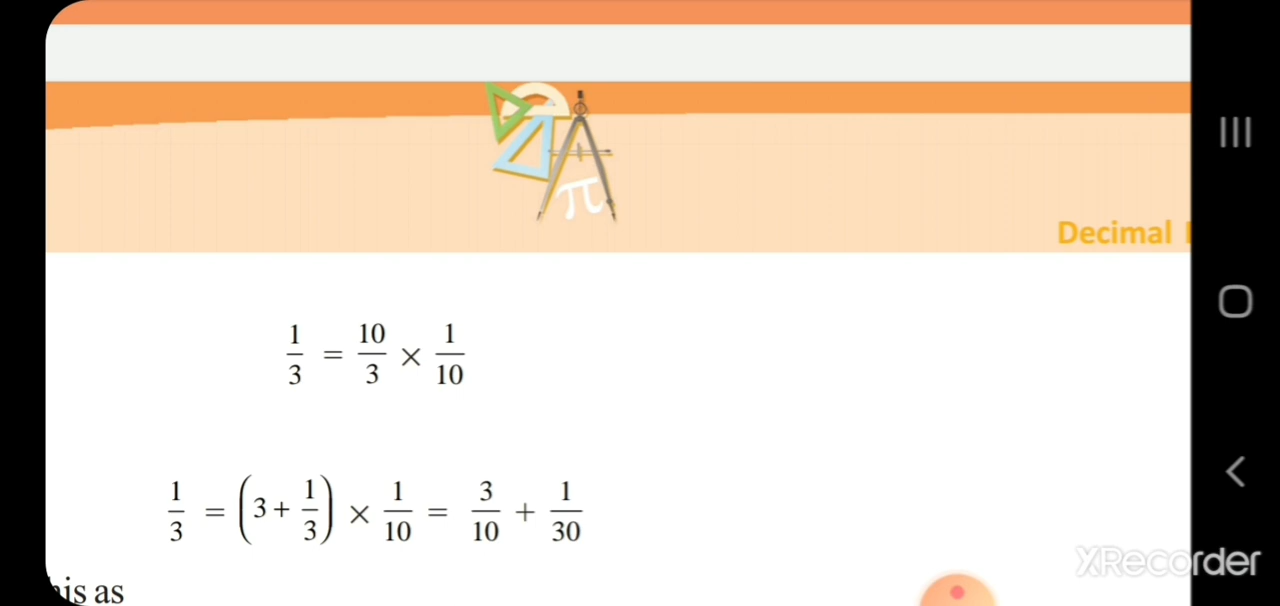 π
Decimal
1/3 = 10/3 × 1/10
1/3 = (3 + 1/3) × 1/10 = 3/10 + 1/30
his as
XRecorder